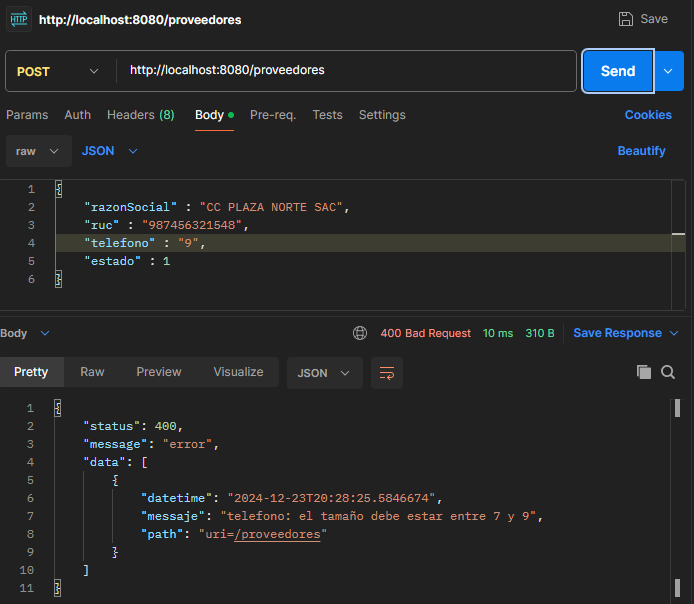 HTTP http://localhost:8080/proveedores Save
POST http://localhost:8080/proveedores Send
Params Auth Headers (8) Body Pre-req. Tests Settings Cookies
raw JSON Beautify
1 {
2 "razonSocial" : "CC PLAZA NORTE SAC",
3 "ruc" : "987456321548",
4 "telefono" : "9",
5 "estado" : 1
6 }
Body 400 Bad Request 10 ms 310 B Save Response
Pretty Raw Preview Visualize JSON
1 {
2 "status": 400,
3 "message": "error",
4 "data": [
5 {
6 "datetime": "2024-12-23T20:28:25.5846674",
7 "messaje": "telefono: el tamaño debe estar entre 7 y 9",
8 "path": "uri=/proveedores"
9 }
10 ]
11 }